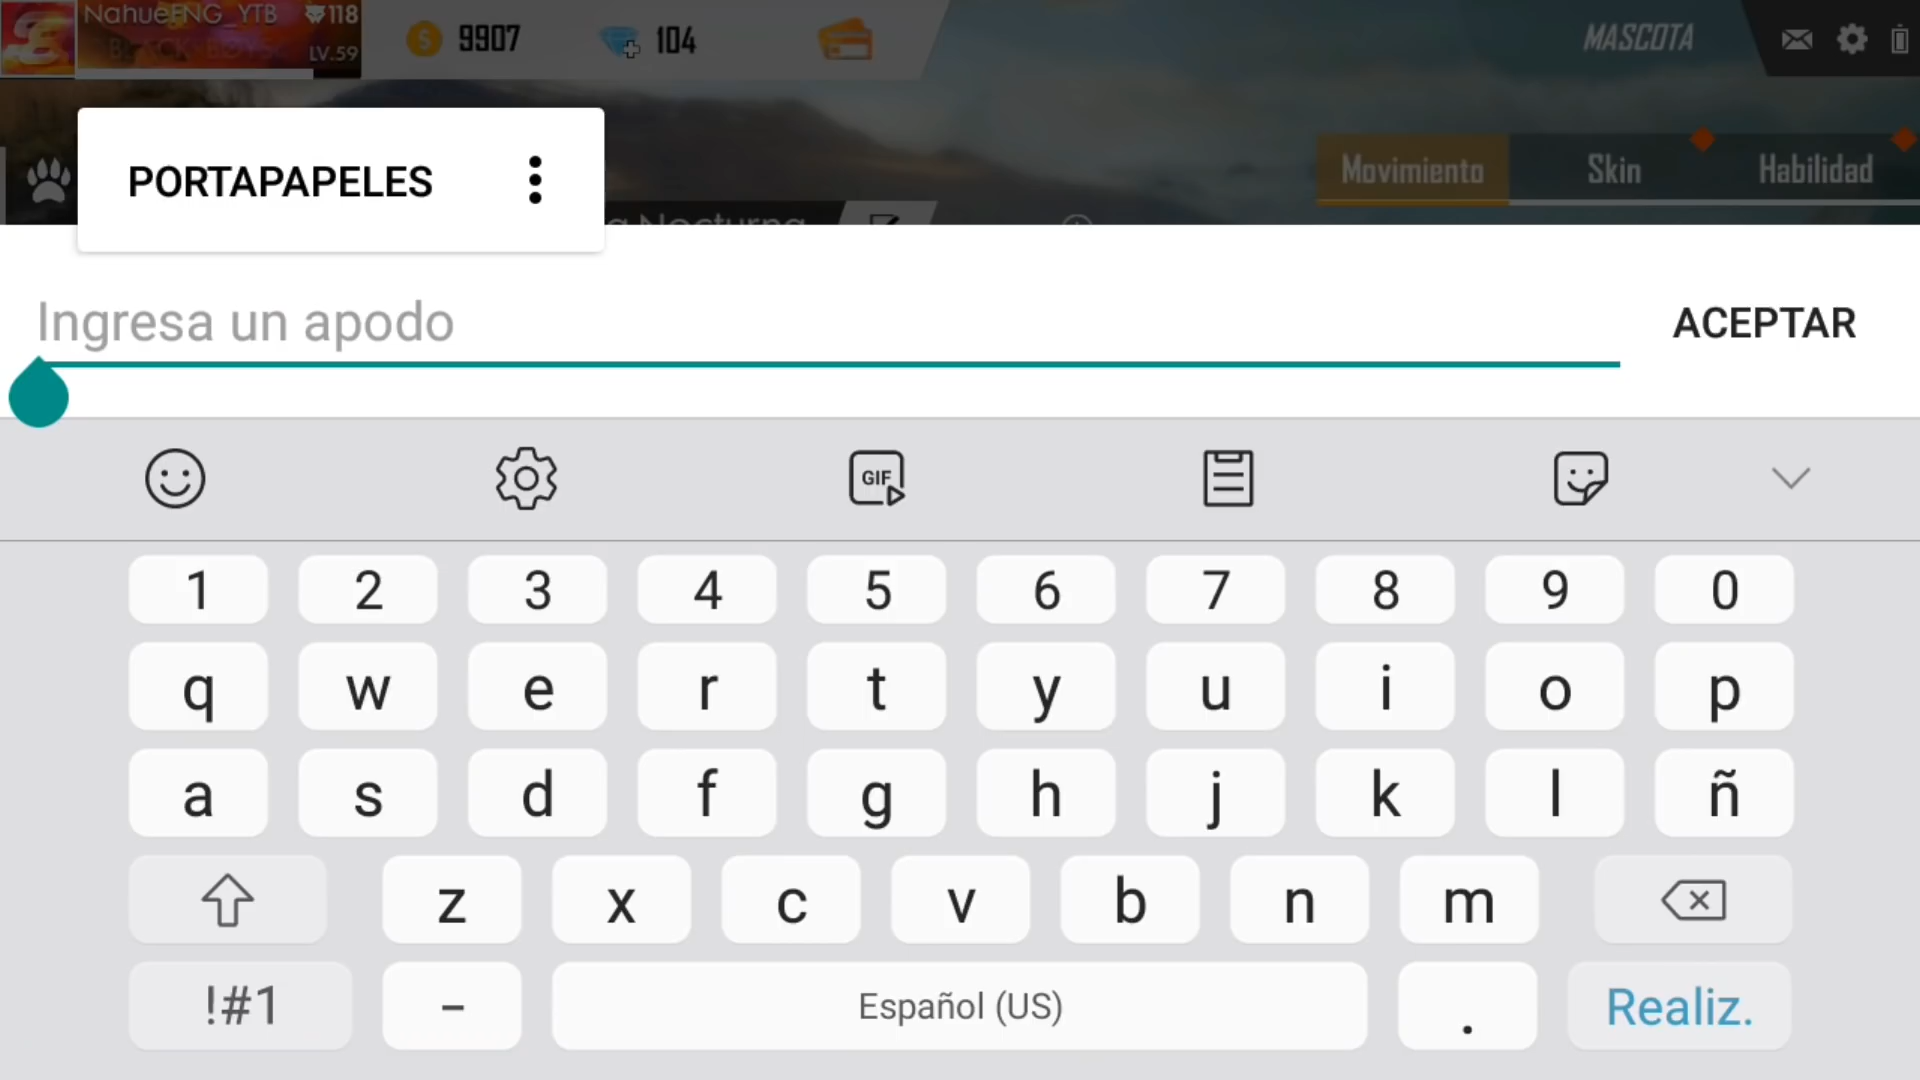 NahueFNG_YTB 118
LV.59
9907
104
MASCOTA
PORTAPAPELES
Movimiento
Skin
Habilidad
Nocturna
Ingresa un apodo
ACEPTAR
GIF
1 2 3 4 5 6 7 8 9 0
q w e r t y u i o p
a s d f g h j k l ñ
z x c v b n m
!#1 - Español (US) . Realiz.